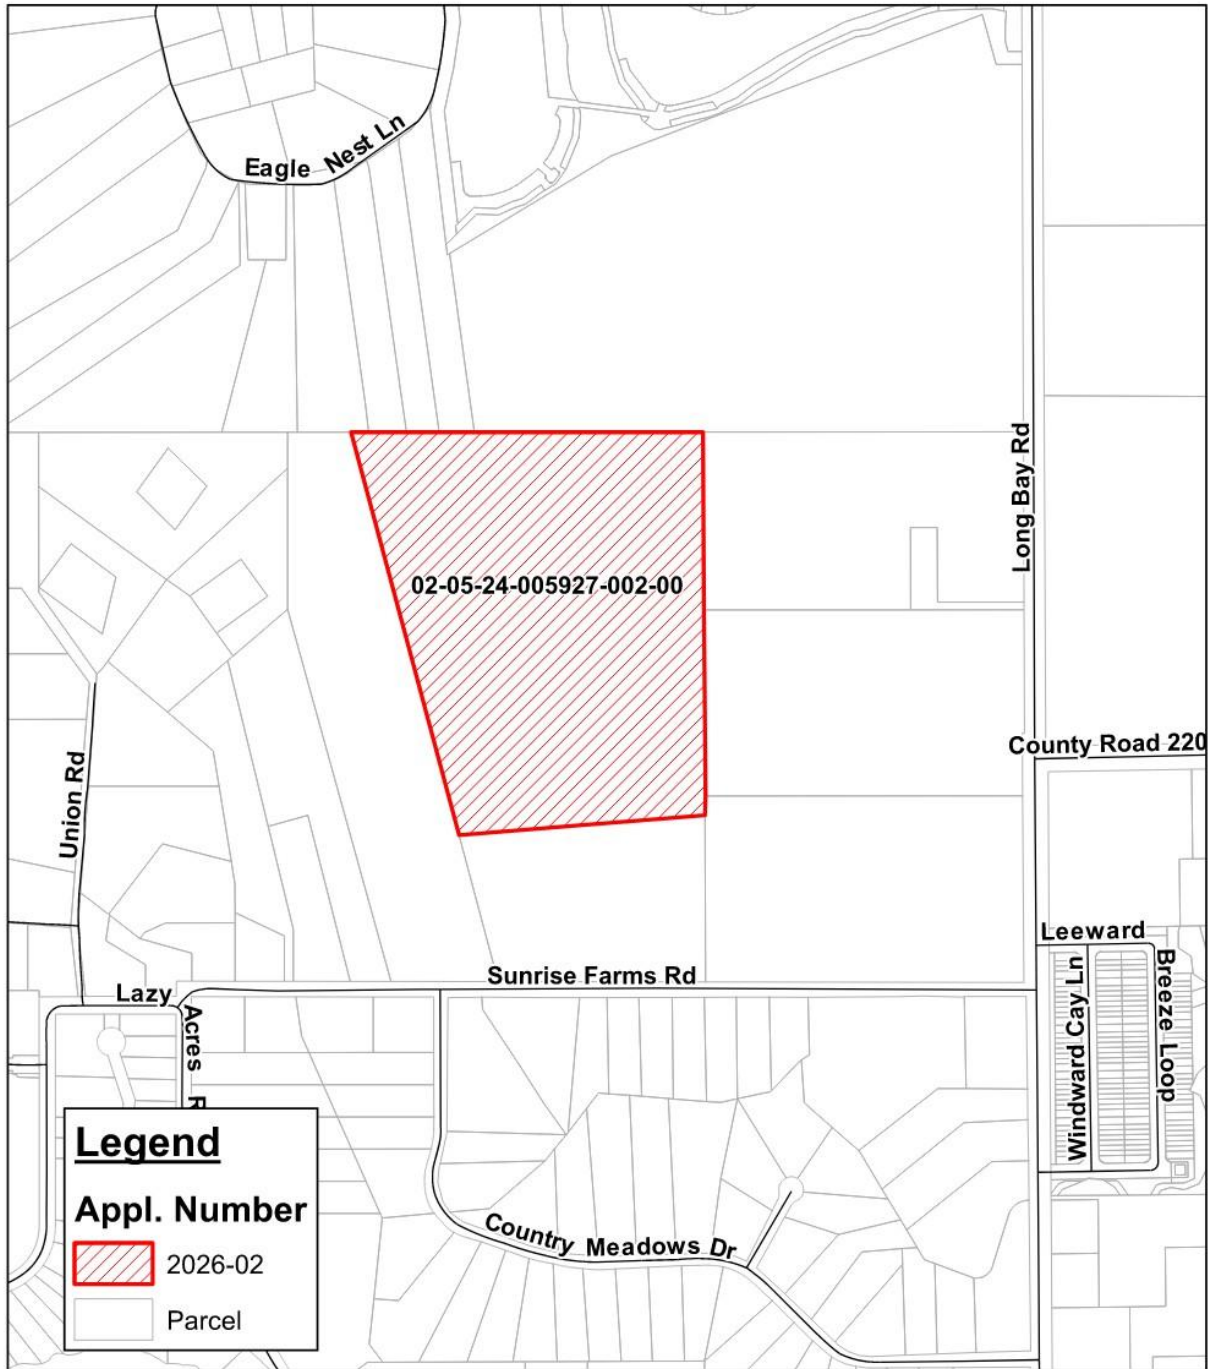 Eagle Nest Ln
Long Bay Rd
02-05-24-005927-002-00
County Road 220
Union Rd
Leeward
Sunrise Farms Rd
Windward Cay Ln
Breeze Loop
Lazy
Acres R
Country Meadows Dr
Legend
Appl. Number
2026-02
Parcel